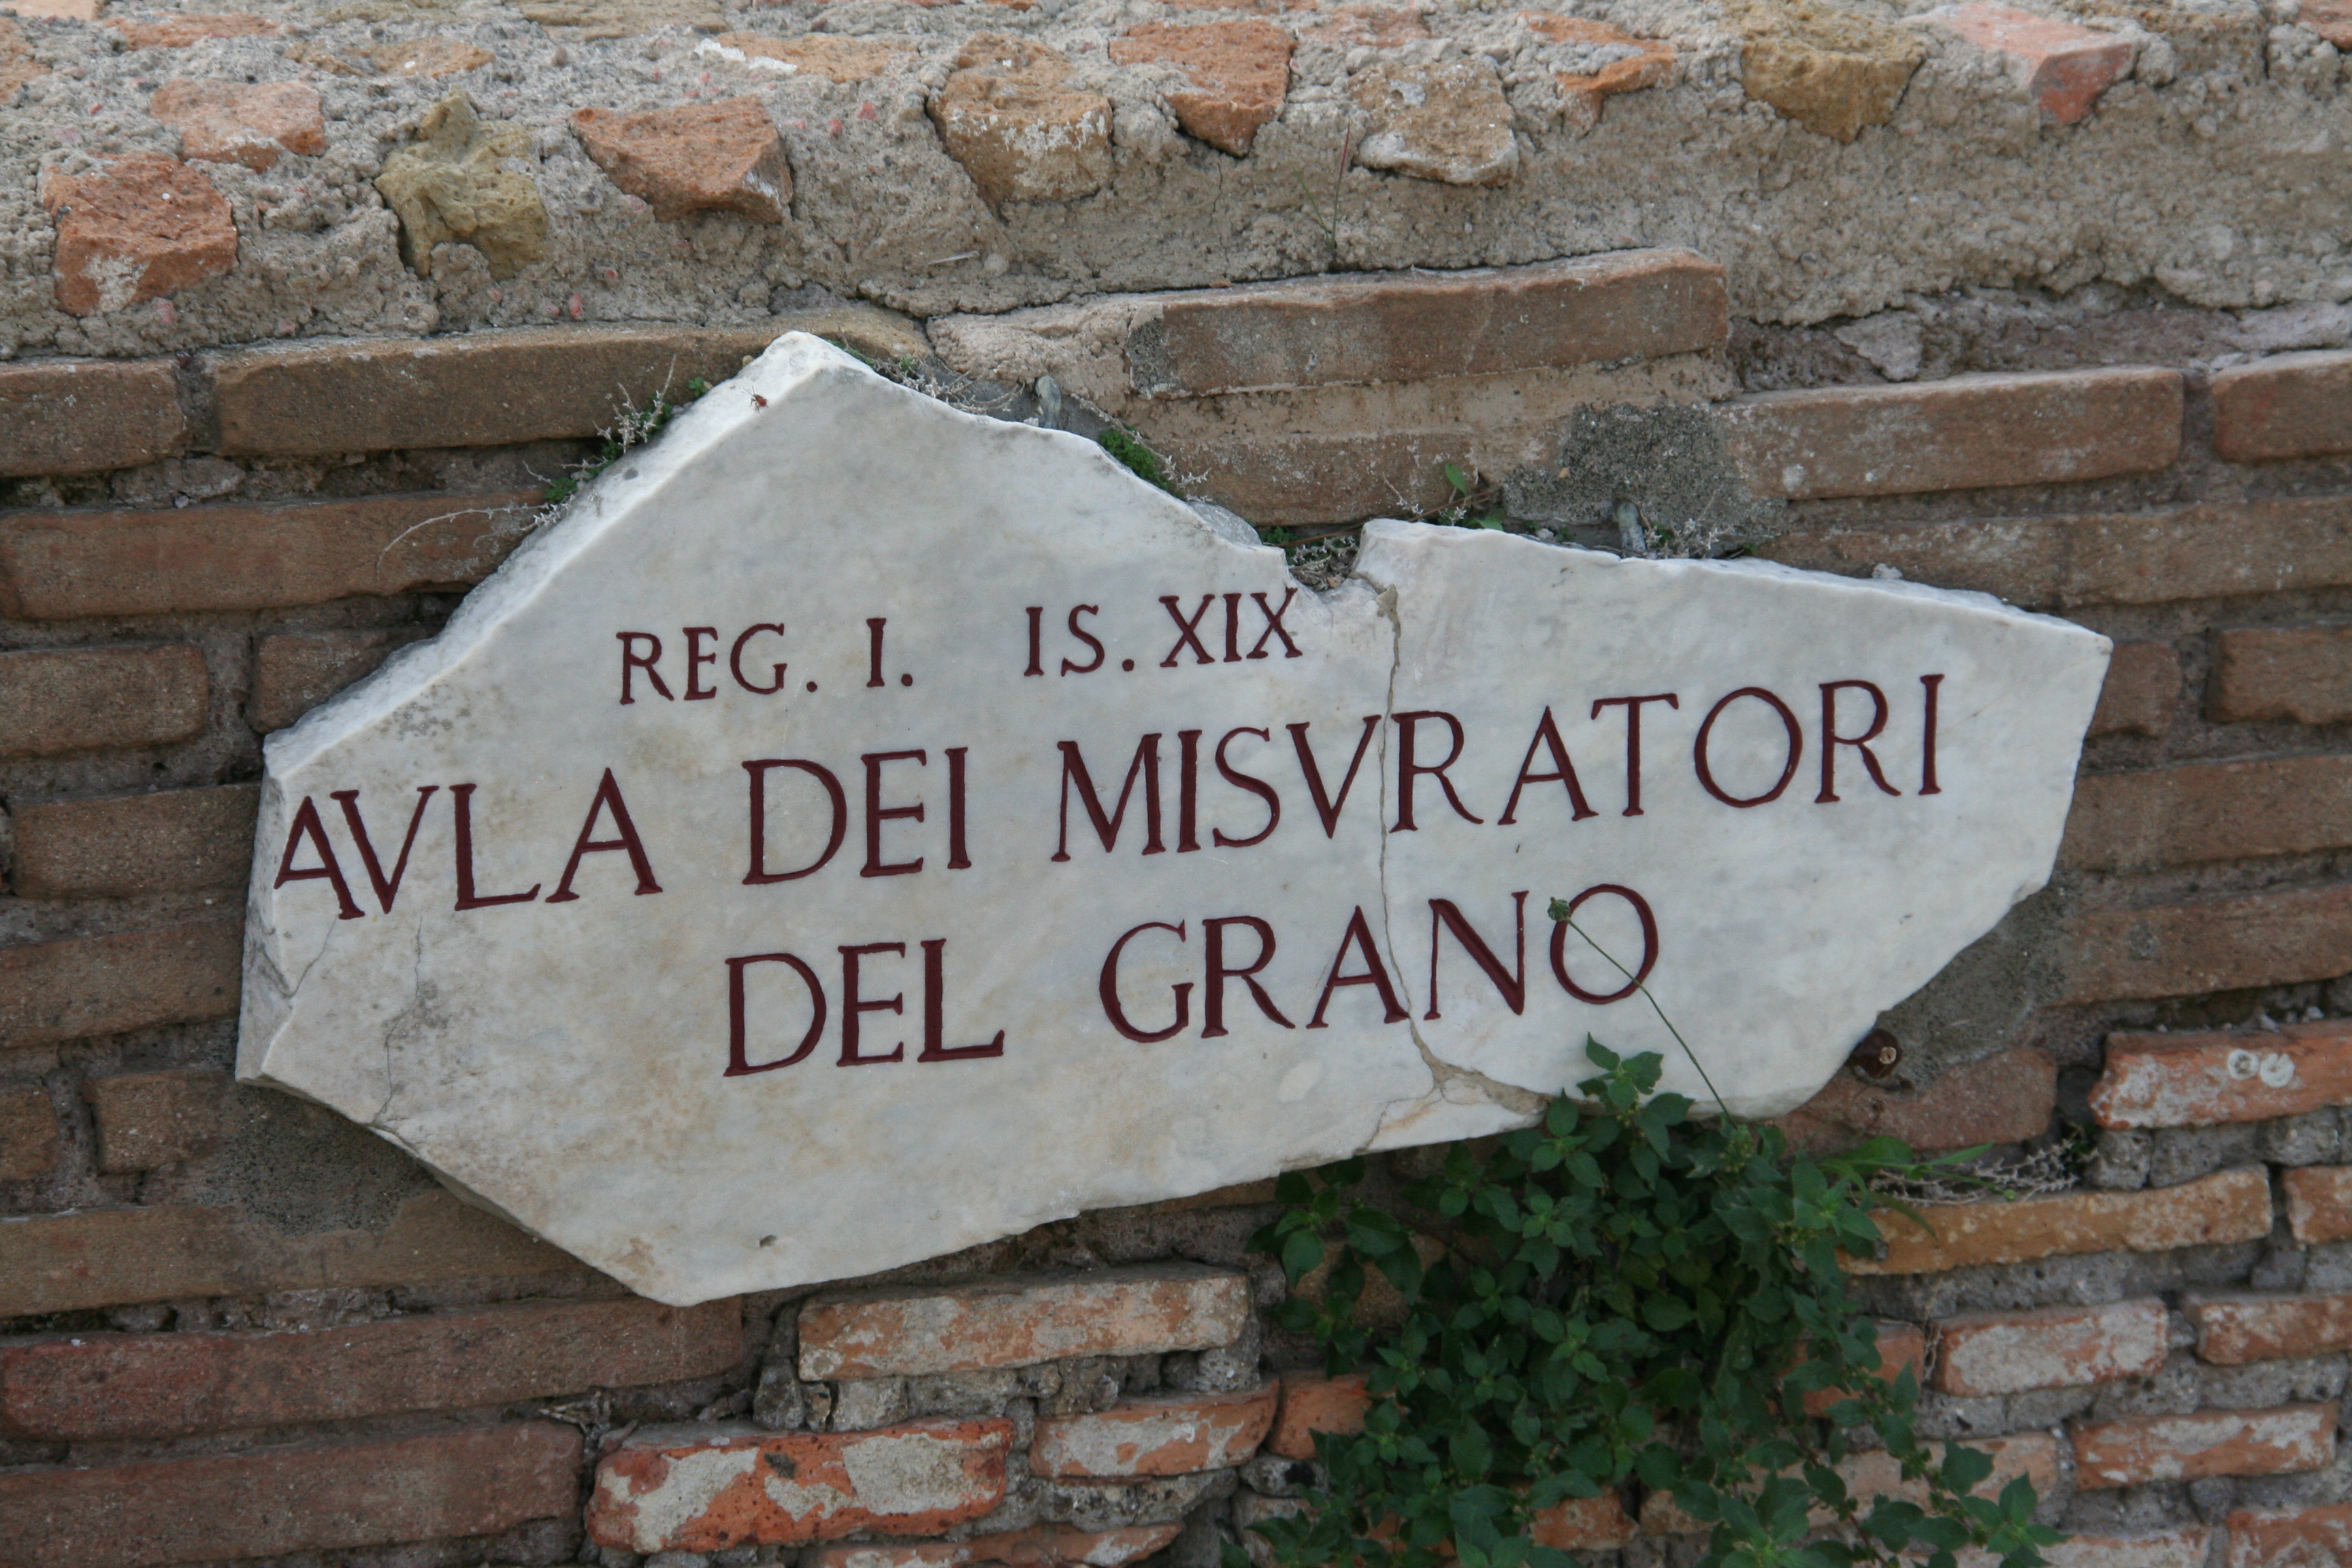 REG. I. IS. XIX
AVLA DEI MISVRATORI
DEL GRANO